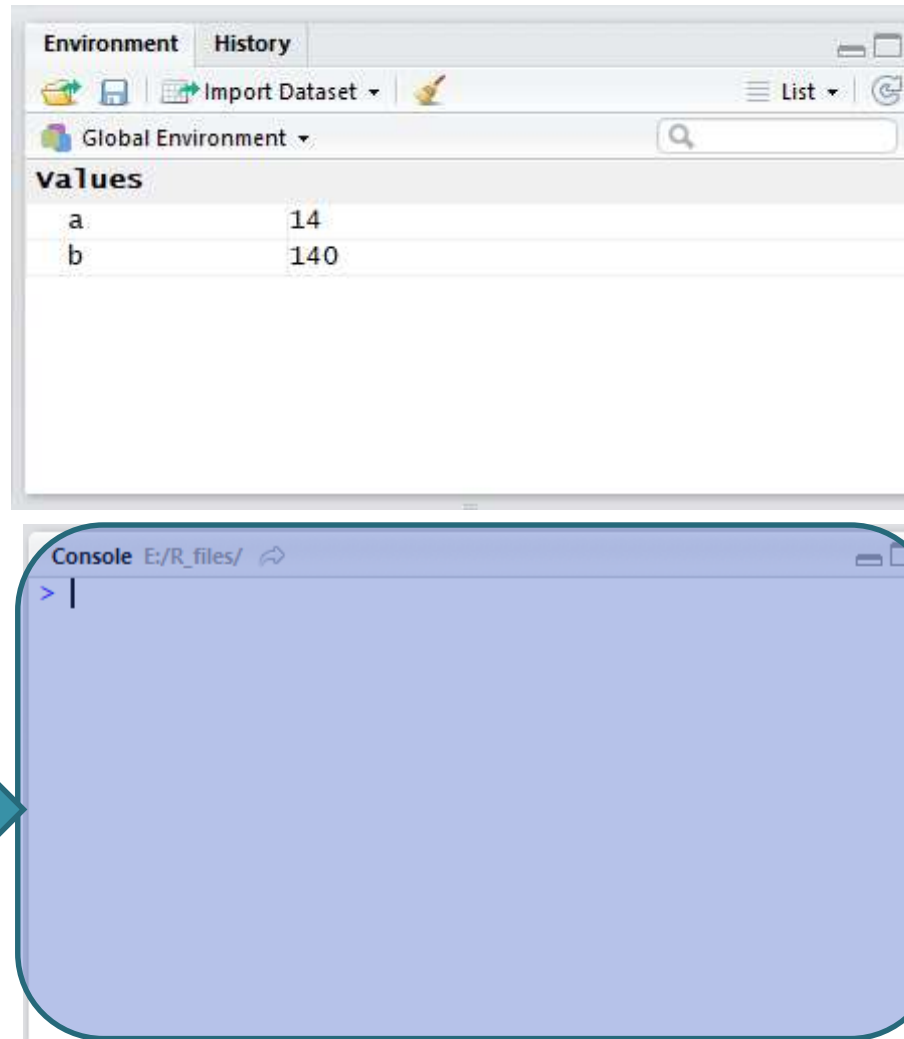 Environment History
Import Dataset List
Global Environment
Values
a 14
b 140
Console E:/R_files/
>